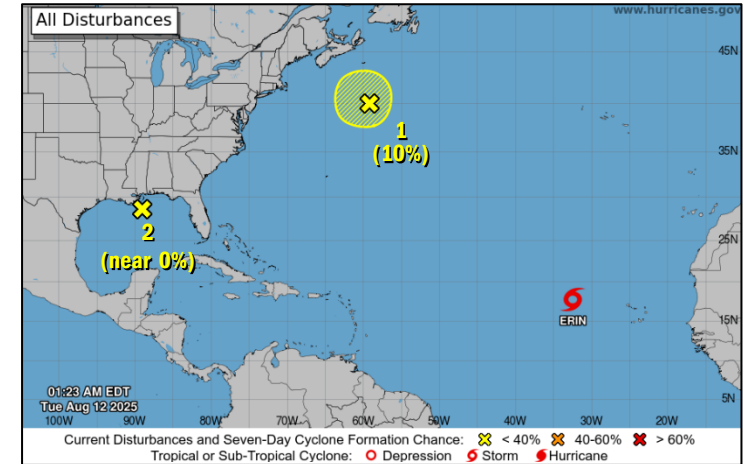 All Disturbances
www.hurricanes.gov
45N
1
(10%)
35N
2
(near 0%)
25N
ERIN
15N
01:23 AM EDT
Tue Aug 12 2025
5N
100W 90W 80W 70W 60W 50W 40W 30W 20W
Current Disturbances and Seven-Day Cyclone Formation Chance: < 40% 40-60% > 60%
Tropical or Sub-Tropical Cyclone: Depression Storm Hurricane